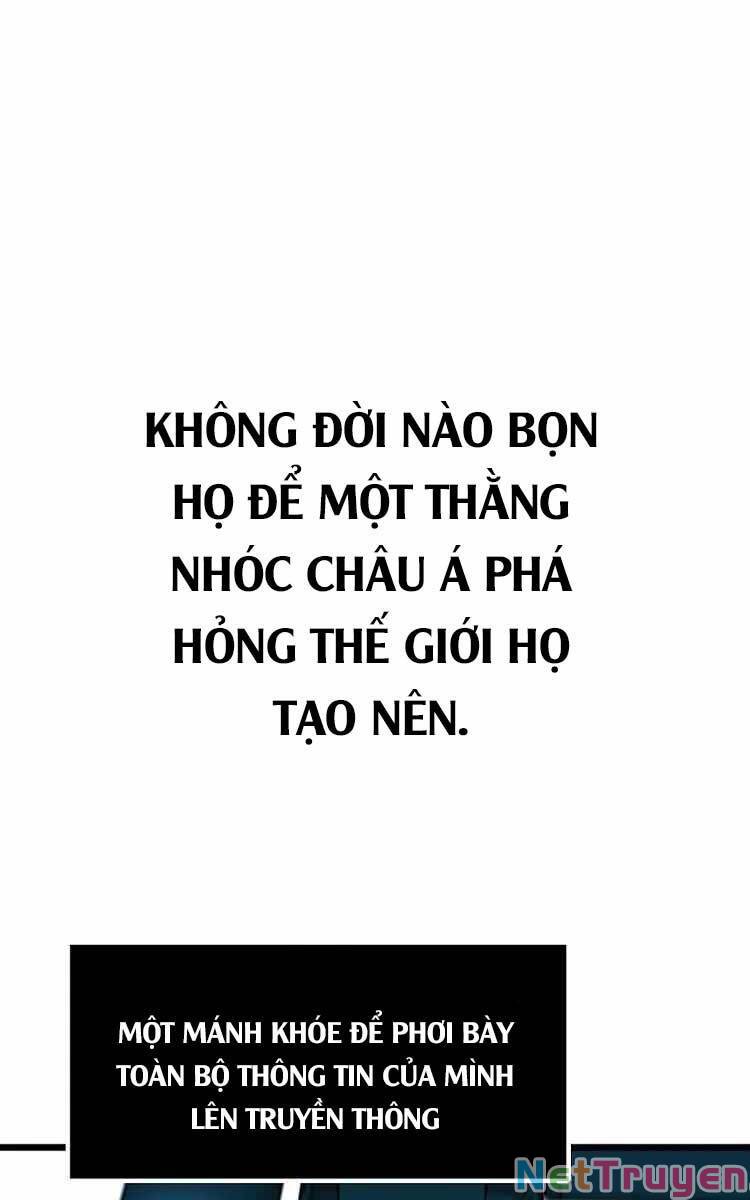 KHÔNG ĐỜI NÀO BỌN
HỌ ĐỂ MỘT THẰNG
NHÓC CHÂU Á PHÁ
HỎNG THẾ GIỚI HỌ
TẠO NÊN.
MỘT MÁNH KHÓE ĐỂ PHƠI BÀY
TOÀN BỘ THÔNG TIN CỦA MÌNH
LÊN TRUYỀN THÔNG
NetTruyen